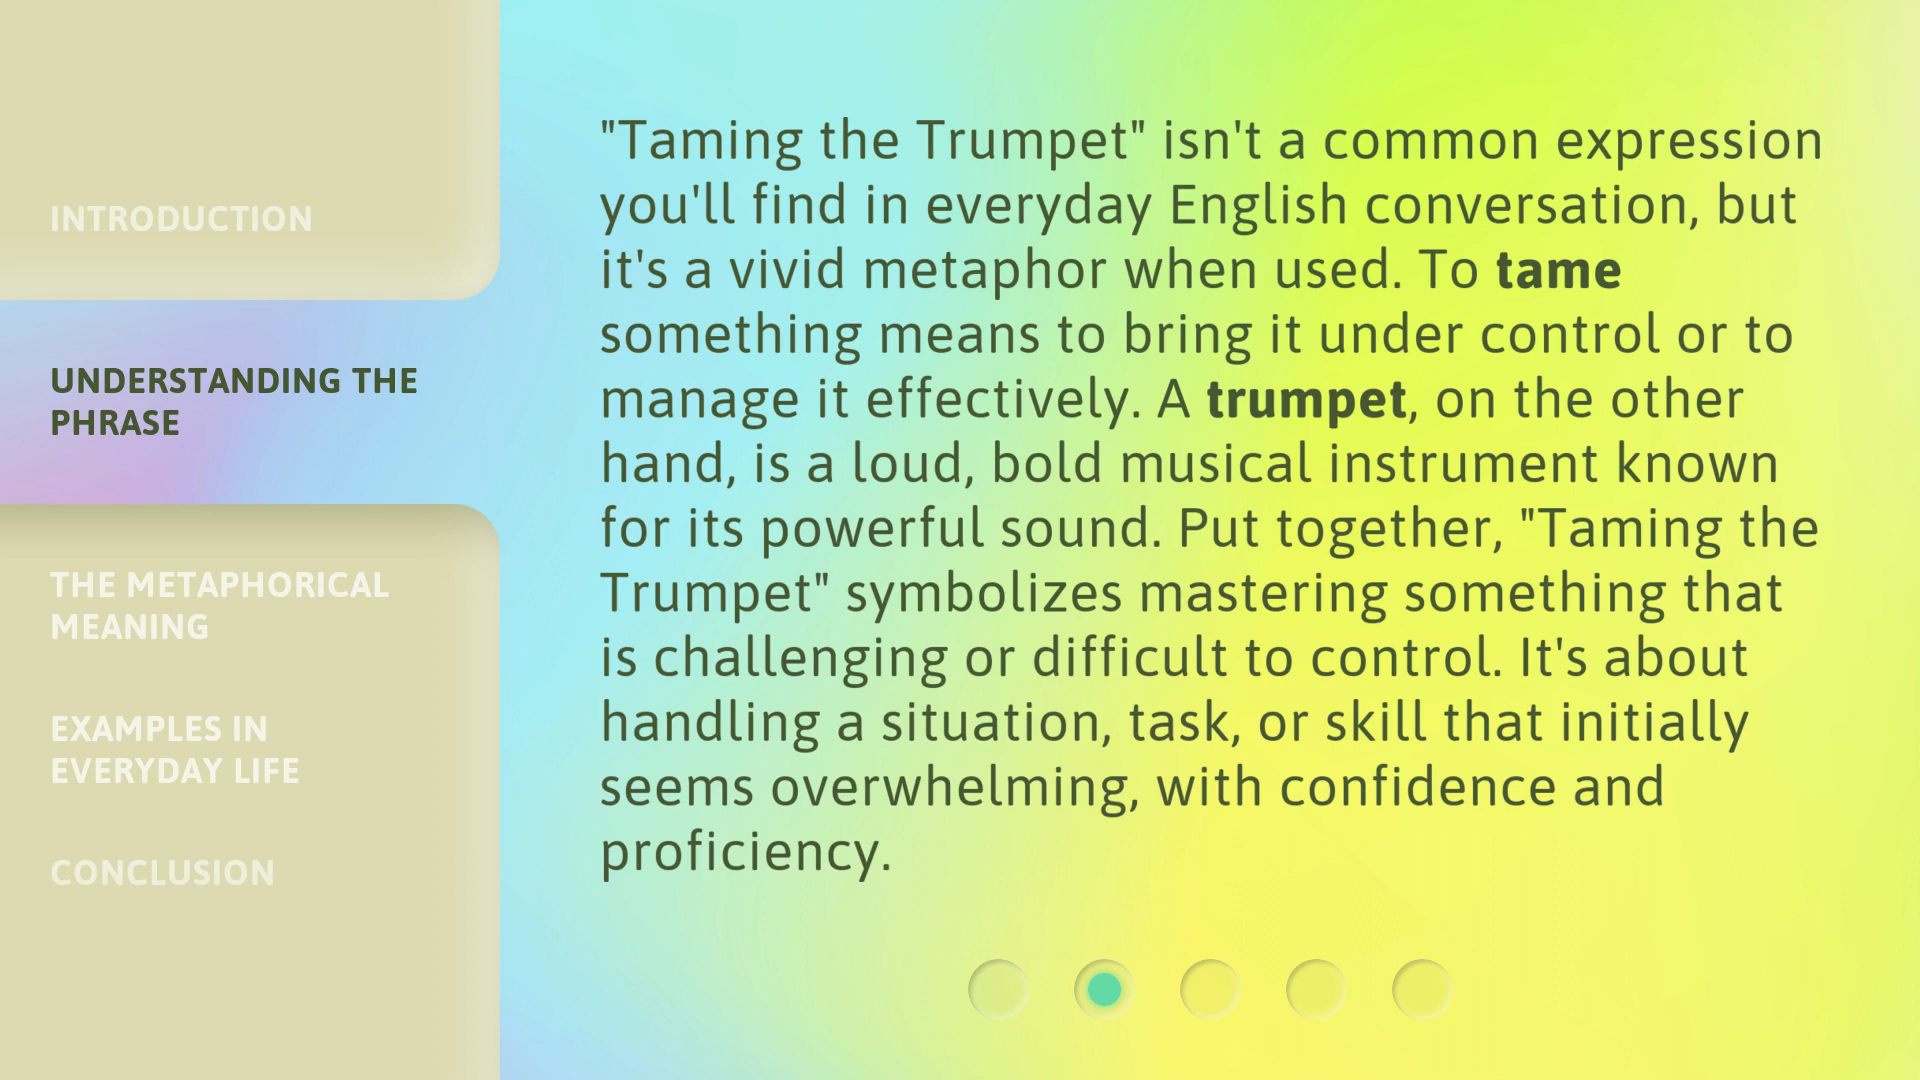 INTRODUCTION
UNDERSTANDING THE
PHRASE
THE METAPHORICAL
MEANING
EXAMPLES IN
EVERYDAY LIFE
CONCLUSION
"Taming the Trumpet" isn't a common expression
you'll find in everyday English conversation, but
it's a vivid metaphor when used. To tame
something means to bring it under control or to
manage it effectively. A trumpet, on the other
hand, is a loud, bold musical instrument known
for its powerful sound. Put together, "Taming the
Trumpet" symbolizes mastering something that
is challenging or difficult to control. It's about
handling a situation, task, or skill that initially
seems overwhelming, with confidence and
proficiency.